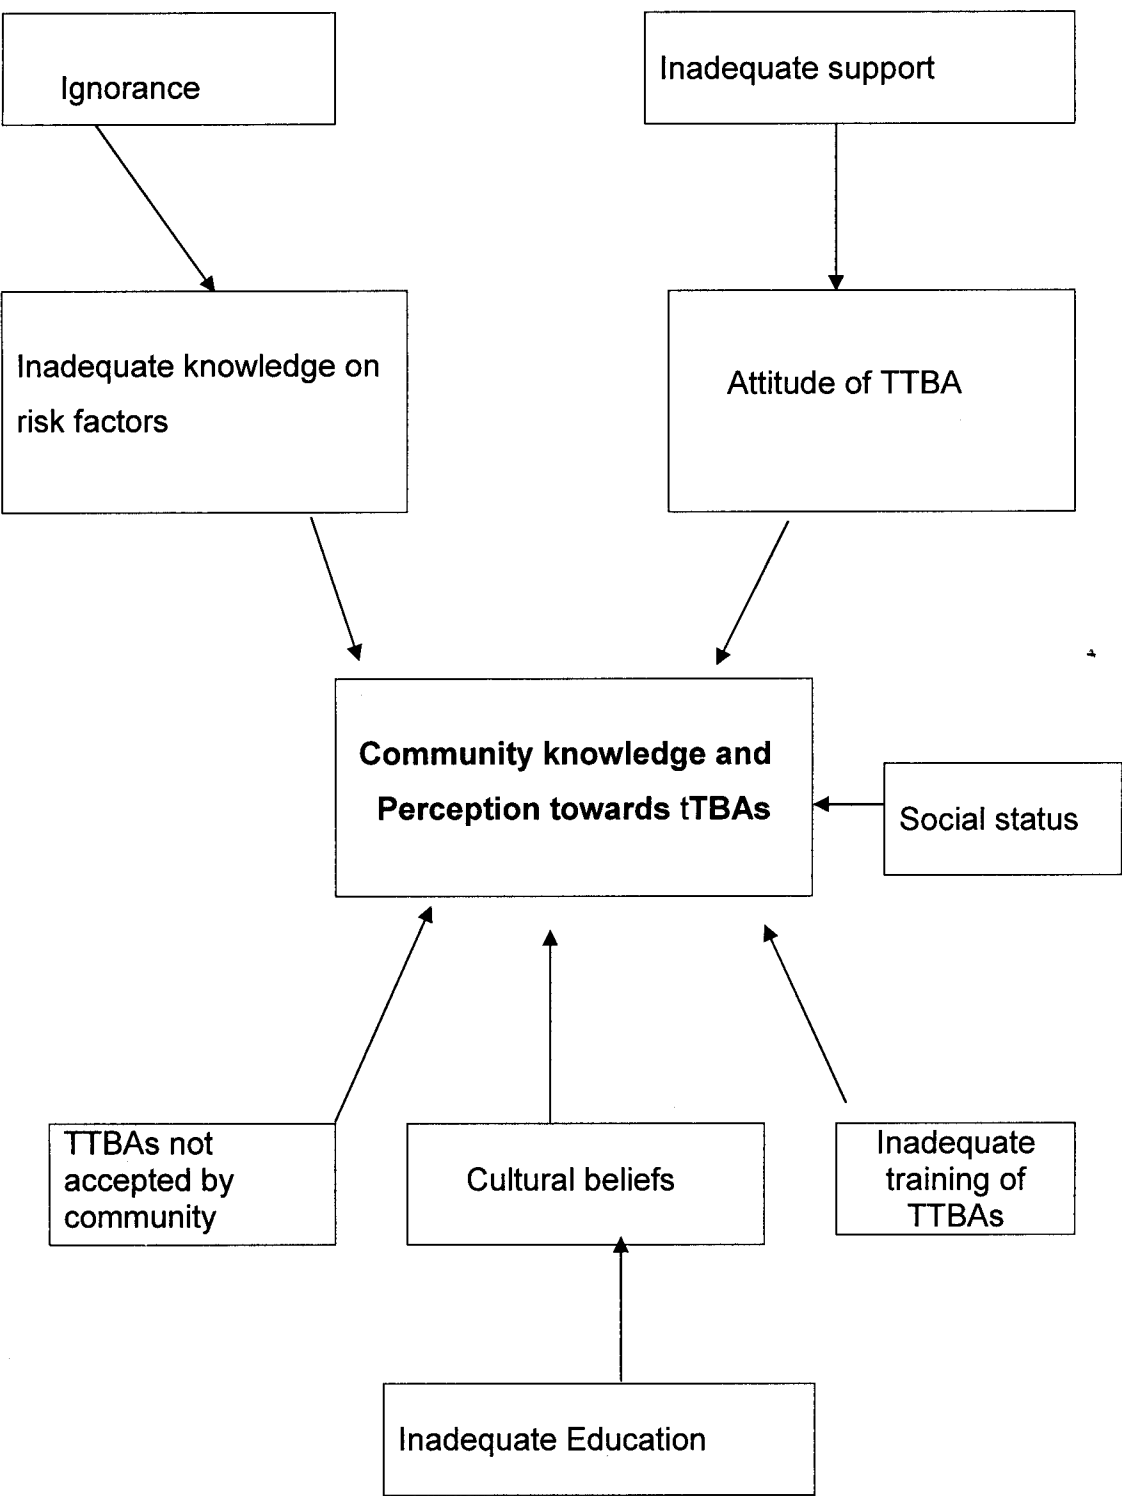 Ignorance
Inadequate support
Inadequate knowledge on
risk factors
Attitude of TTBA
Community knowledge and
Perception towards tTBAs
Social status
TTBAs not
accepted by
community
Cultural beliefs
Inadequate
training of
TTBAs
Inadequate Education